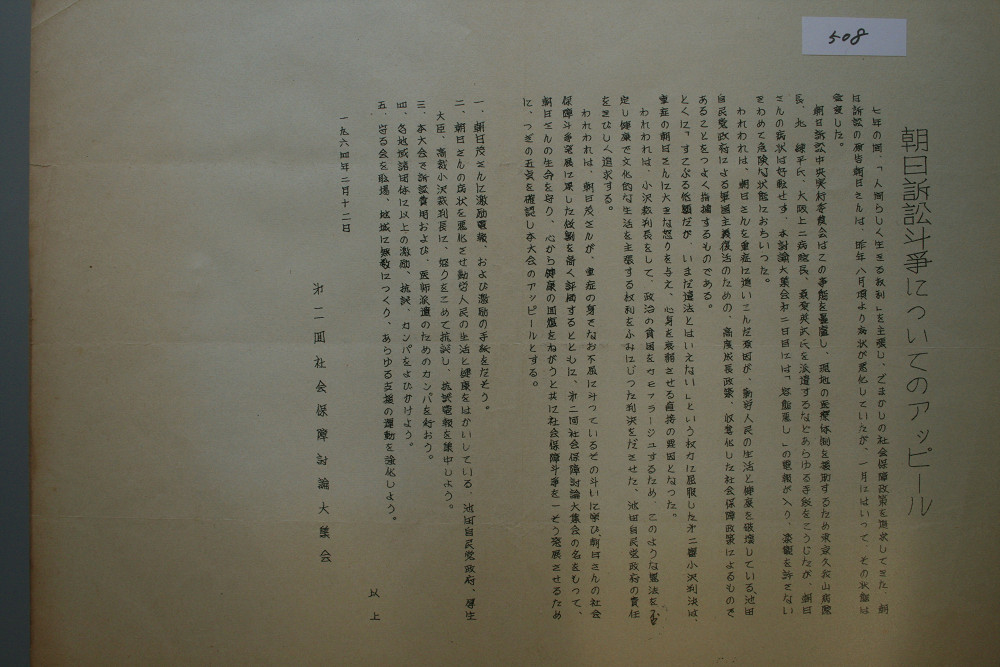 508
朝日訴訟斗争についてのアッピール
七年の間、「人間らしく生きる权利」を主張し、ごまかしの社会保障政策を追求してきた、朝
日訴訟の原告朝日さんは、昨年八月頃より病状が悪化していたが、一月にはいって、その状態は
急変した。
朝日訴訟中央実行委員会はこの事態を重視し、現地の医療体制を援助するため東京久我山病院
長、北 錬平氏、大阪上二病院長、桑原英武氏を派遣するなどあらゆる手段をこうじたが、朝日
さんの病状は好転せず、本討論大集会第二日目には「容態悪し」の電報が入り、楽観を許さない
きわめて危険な状態におちいった。
われわれは、朝日さんを重症に追いこんだ原因が、勤労人民の生活と健康を破壊している、池田
自民党政府による軍国主義復活のための、高度成長政策、収奪化した社会保障政策によるもので
あることをつよく指摘するものである。
とくに、「すこぶる低額だが、いまだ違法とはいえない」という权力に屈服した第二審小沢判決は、
重症の朝日さんに大きな怒りを与え、心身を衰弱させる直接の要因となった。
われわれは、小沢裁判長をして、政治の貧困をカモフラージュするため、このような憲法を
定し健康で文化的な生活を主張する权利をふみにじった判決をださせた、池田自民党政府の責任
をきびしく追求する。
われわれは、朝日茂さんが、重症の身でなお不屈に斗っているその斗いに学び、朝日さんの社会
保障斗争発展に果した役割を高く評価するとともに、第二回社会保障討論大集会の名をもって、
朝日さんの生命を守り、心から健康の回復をねがうと共に社会保障斗争を一そう発展させるため
に、つぎの五点を確認し本大会のアッピールとする。
一、朝日茂さんに激励電報、および激励の手紙をだそう。
二、朝日さんの病状を悪化させ勤労人民の生活と健康をはかいしている、池田自民党政府、厚生
大臣、高裁小沢裁判長に、怒りをこめて抗議し、抗議電報を集中しよう。
三、本大会で訴訟費用および、医師派遣のためのカンパを行おう。
四、各地域諸団体に以上の激励、抗議、カンパをよびかけよう。
五、守る会を職場、地域に無数につくり、あらゆる支援の運動を強化しよう。
以上
一九六四年二月十二日
第二回社会保障討論大集会